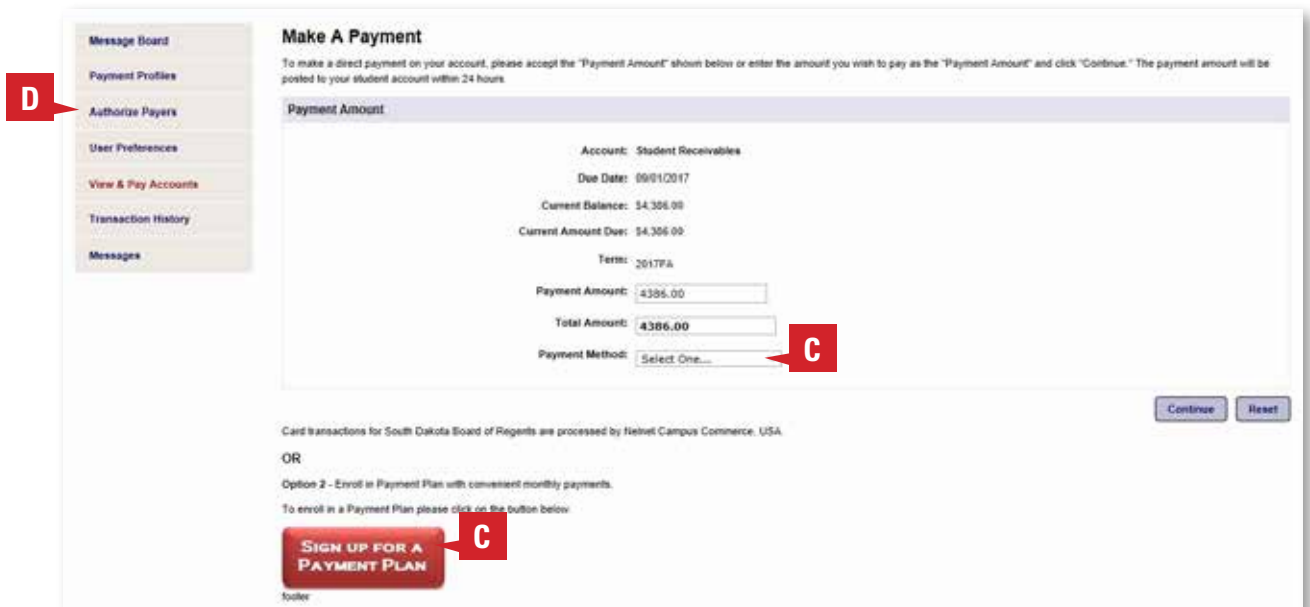 Message Board
Payment Profiles
D
Authorize Payers
User Preferences
View & Pay Accounts
Transaction History
Messages
Make A Payment
To make a direct payment on your account, please accept the "Payment Amount" shown below or enter the amount you wish to pay as the "Payment Amount" and click "Continue." The payment amount will be
posted to your student account within 24 hours.
Payment Amount
Account: Student Receivables
Due Date: 09/01/2017
Current Balance: $4,386.00
Current Amount Due: $4,386.00
Term: 2017FA
Payment Amount: 4386.00
Total Amount: 4386.00
Payment Method: Select One...
C
Continue Reset
Card transactions for South Dakota Board of Regents are processed by Nelnet Campus Commerce, USA
OR
Option 2 - Enroll in Payment Plan with convenient monthly payments.
To enroll in a Payment Plan please click on the button below.
SIGN UP FOR A
PAYMENT PLAN
C
footer